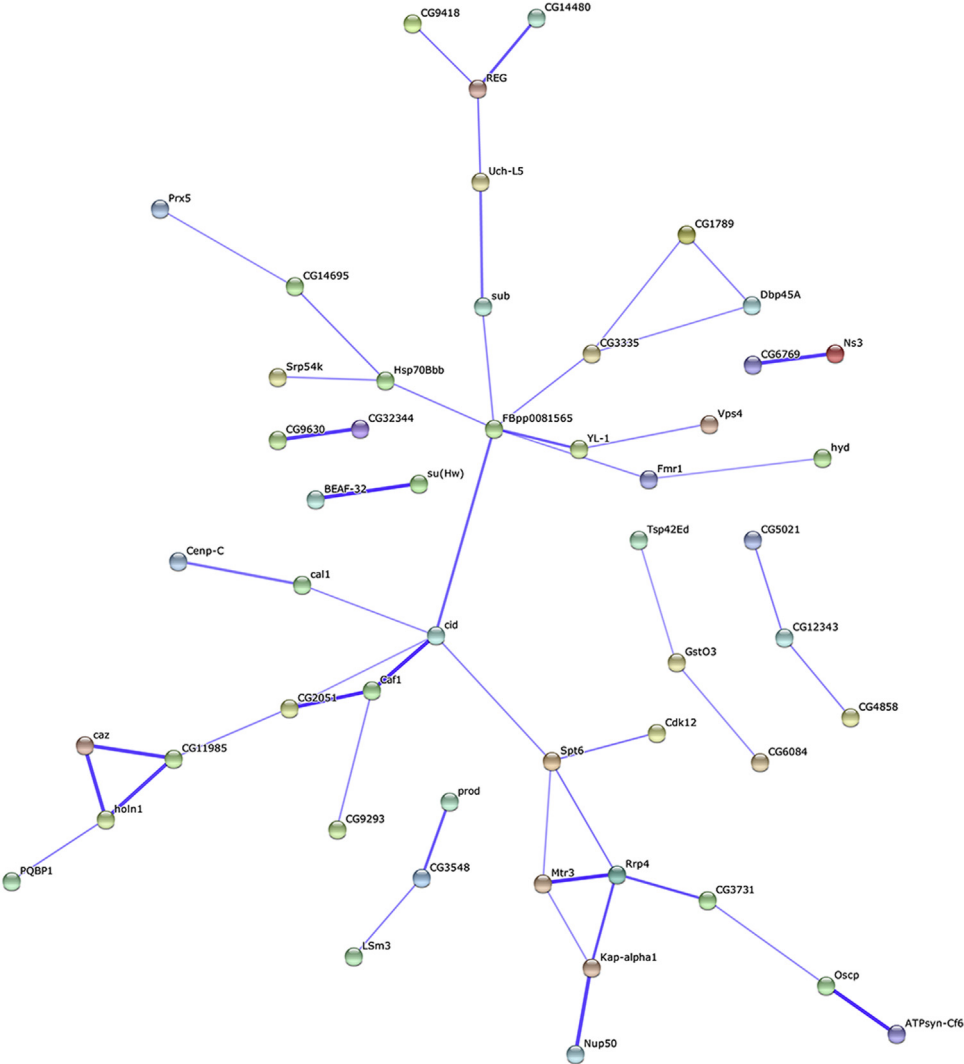 CG9418
CG14480
REG
Uch-L5
Prx5
CG1789
CG14695
Dbp45A
sub
CG3335
Ns3
CG6769
Srp54k
Hsp70Bbb
Vps4
FBpp0081565
CG32344
CG9630
YL-1
hyd
Fmr1
su(Hw)
BEAF-32
Tsp42Ed
CG5021
Cenp-C
cal1
cid
CG12343
GstO3
Caf1
CG2051
CG4858
Cdk12
caz
CG11985
Spt6
CG6084
prod
holn1
CG9293
PQBP1
CG3548
Mtr3
Rrp4
CG3731
LSm3
Kap-alpha1
Oscp
ATPsyn-Cf6
Nup50